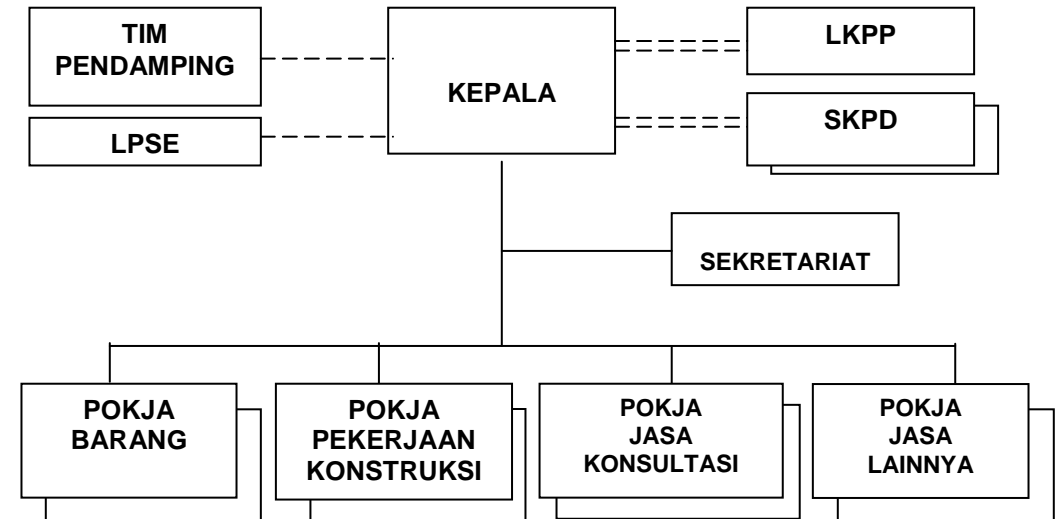 TIM
PENDAMPING
LPSE
KEPALA
LKPP
SKPD
SEKRETARIAT
POKJA
BARANG
POKJA
PEKERJAAN
KONSTRUKSI
POKJA
JASA
KONSULTASI
POKJA
JASA
LAINNYA